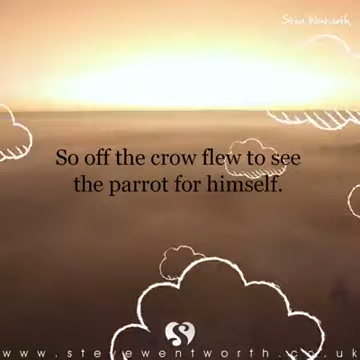 Steve Wentworth
So off the crow flew to see
the parrot for himself.
www.stevewentworth.co.uk